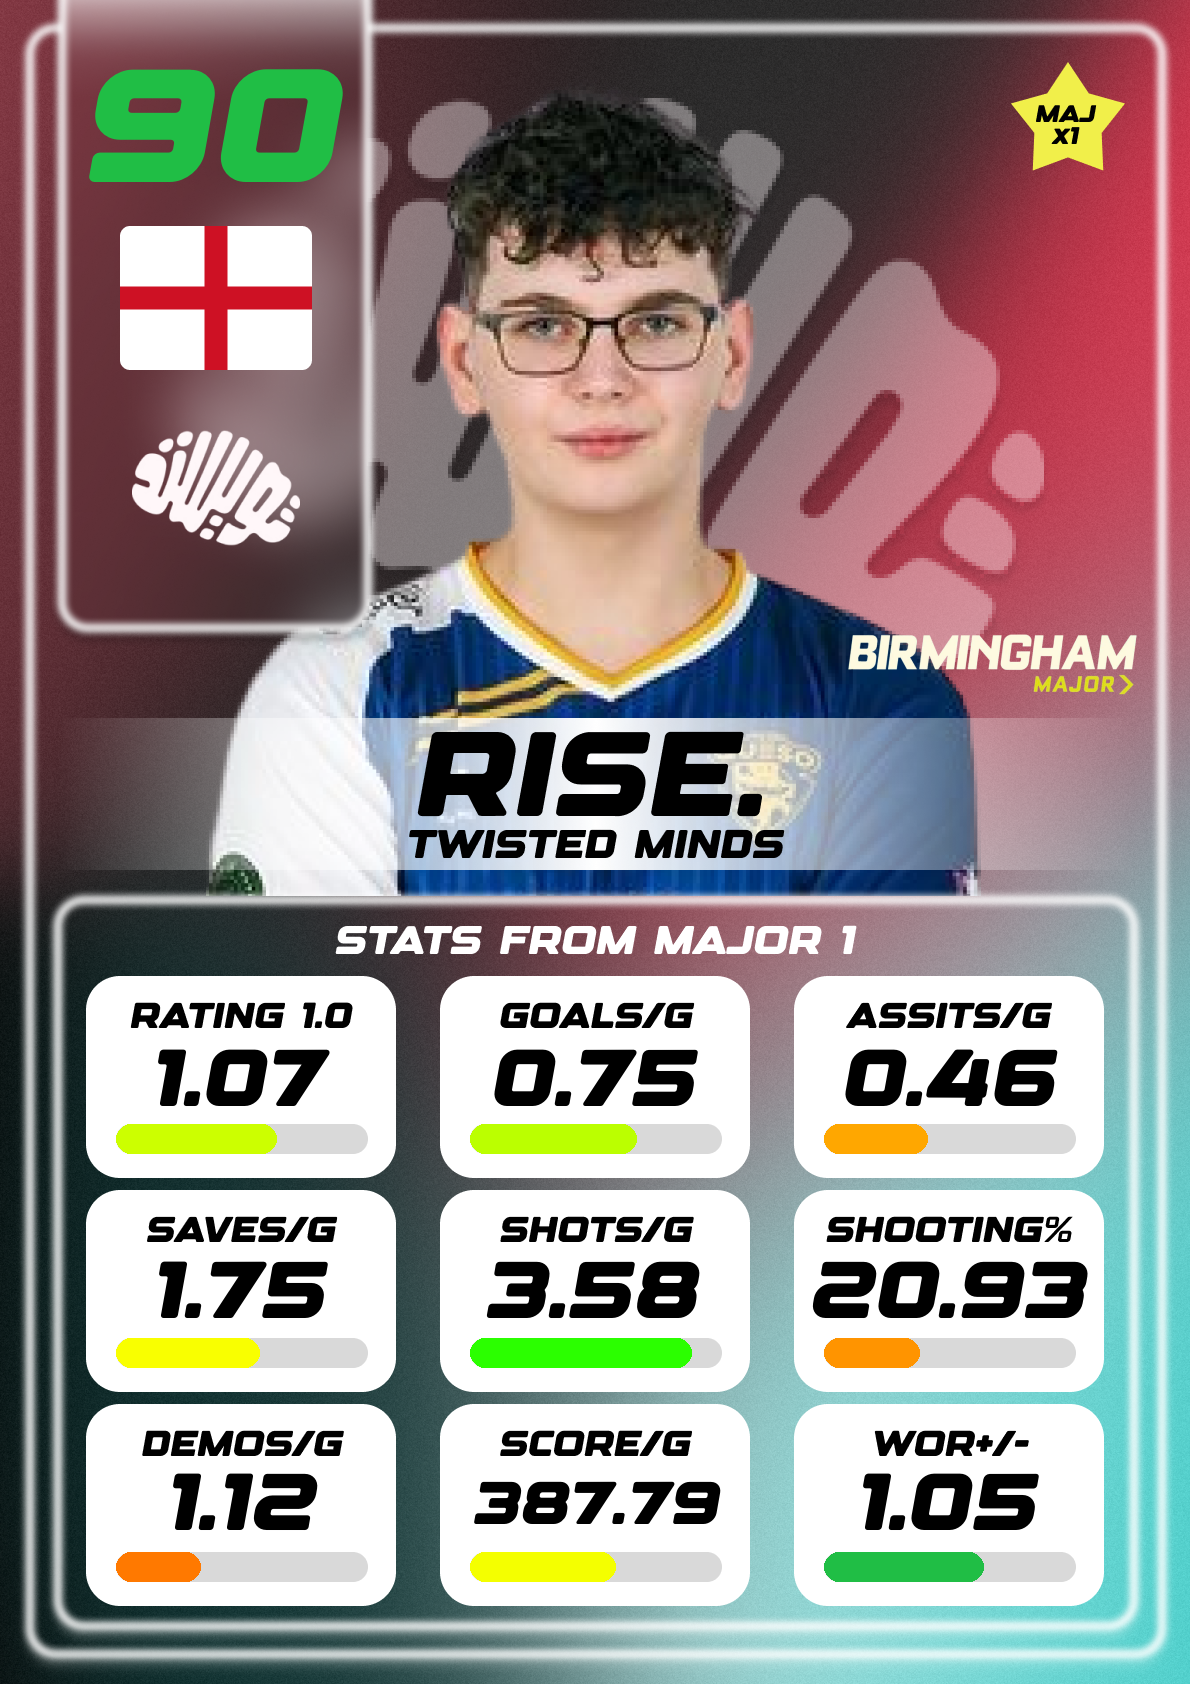 90
MAJ
X1
BIRMINGHAM
MAJOR
RISE.
TWISTED MINDS
STATS FROM MAJOR 1
RATING 1.0
1.07
GOALS/G
0.75
ASSITS/G
0.46
SAVES/G
1.75
SHOTS/G
3.58
SHOOTING%
20.93
DEMOS/G
1.12
SCORE/G
387.79
WOR+/-
1.05